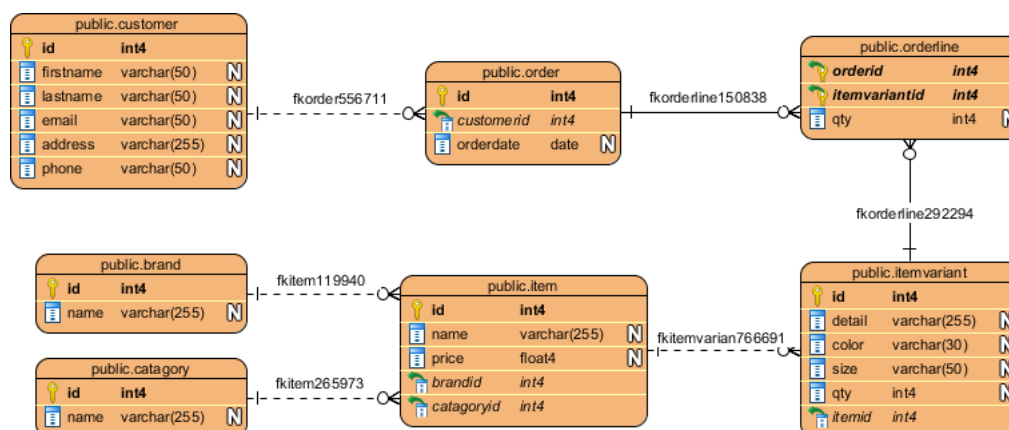 public.customer
id int4
firstname varchar(50) N
lastname varchar(50) N
email varchar(50) N
address varchar(255) N
phone varchar(50) N
fkorder556711
public.order
id int4
customerid int4
orderdate date N
fkorderline150838
public.orderline
orderid int4
itemvariantid int4
qty int4 N
fkorderline292294
public.brand
id int4
name varchar(255) N
fkitem119940
public.catagory
id int4
name varchar(255) N
fkitem265973
public.item
id int4
name varchar(255) N
price float4 N
brandid int4
catagoryid int4
fkitemvarian766691
public.itemvariant
id int4
detail varchar(255) N
color varchar(30) N
size varchar(50) N
qty int4 N
itemid int4